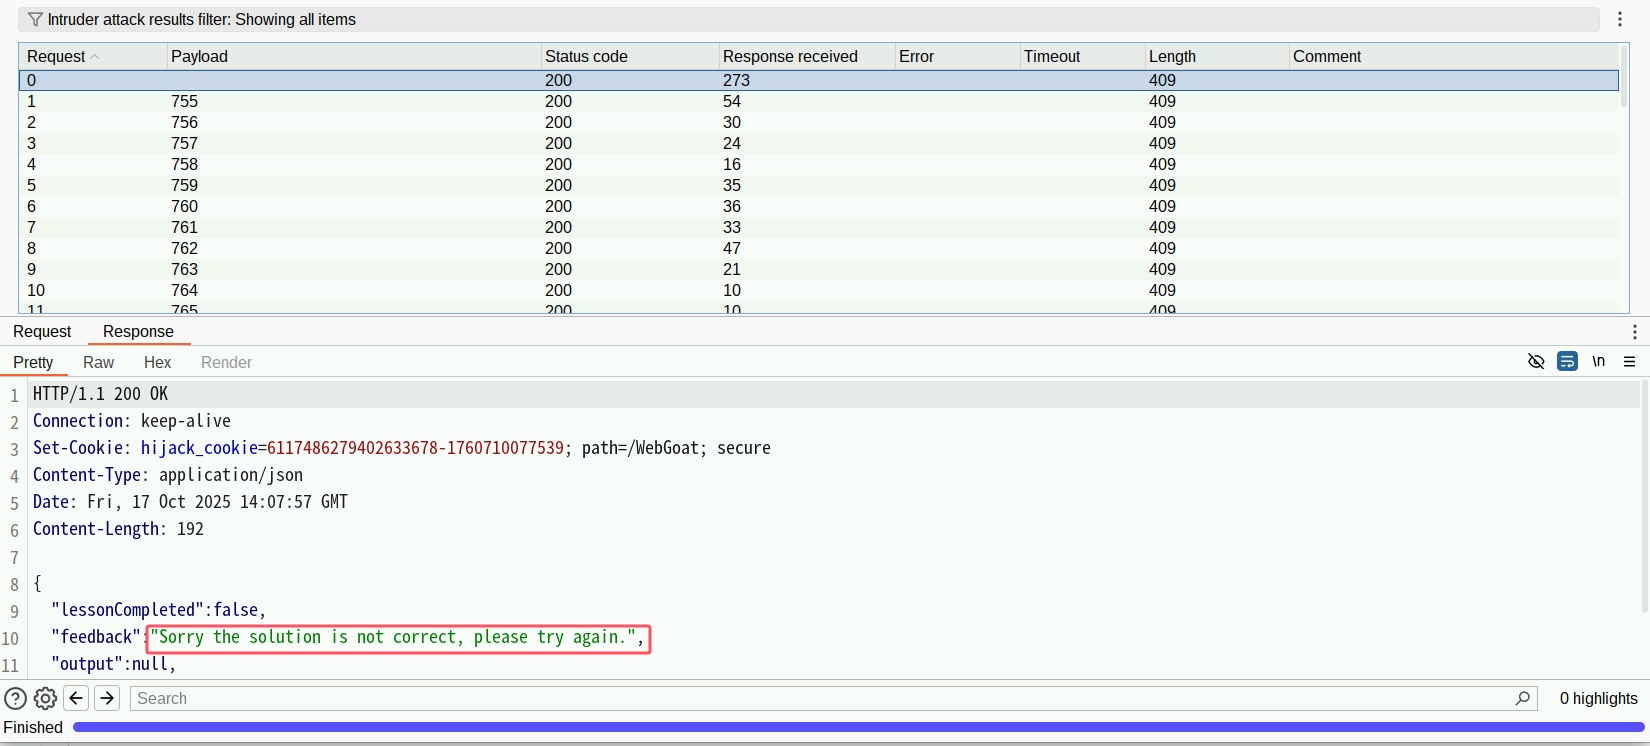 Intruder attack results filter: Showing all items
Request Payload Status code Response received Error Timeout Length Comment
0 200 273 409
1 755 200 54 409
2 756 200 30 409
3 757 200 24 409
4 758 200 16 409
5 759 200 35 409
6 760 200 36 409
7 761 200 33 409
8 762 200 47 409
9 763 200 21 409
10 764 200 10 409
11 765 200 10 409
Request Response
Pretty Raw Hex Render \n
1 HTTP/1.1 200 OK
2 Connection: keep-alive
3 Set-Cookie: hijack_cookie=6117486279402633678-1760710077539; path=/WebGoat; secure
4 Content-Type: application/json
5 Date: Fri, 17 Oct 2025 14:07:57 GMT
6 Content-Length: 192
7
8 {
9 "lessonCompleted":false,
10 "feedback":"Sorry the solution is not correct, please try again.",
11 "output":null,
Search 0 highlights
Finished